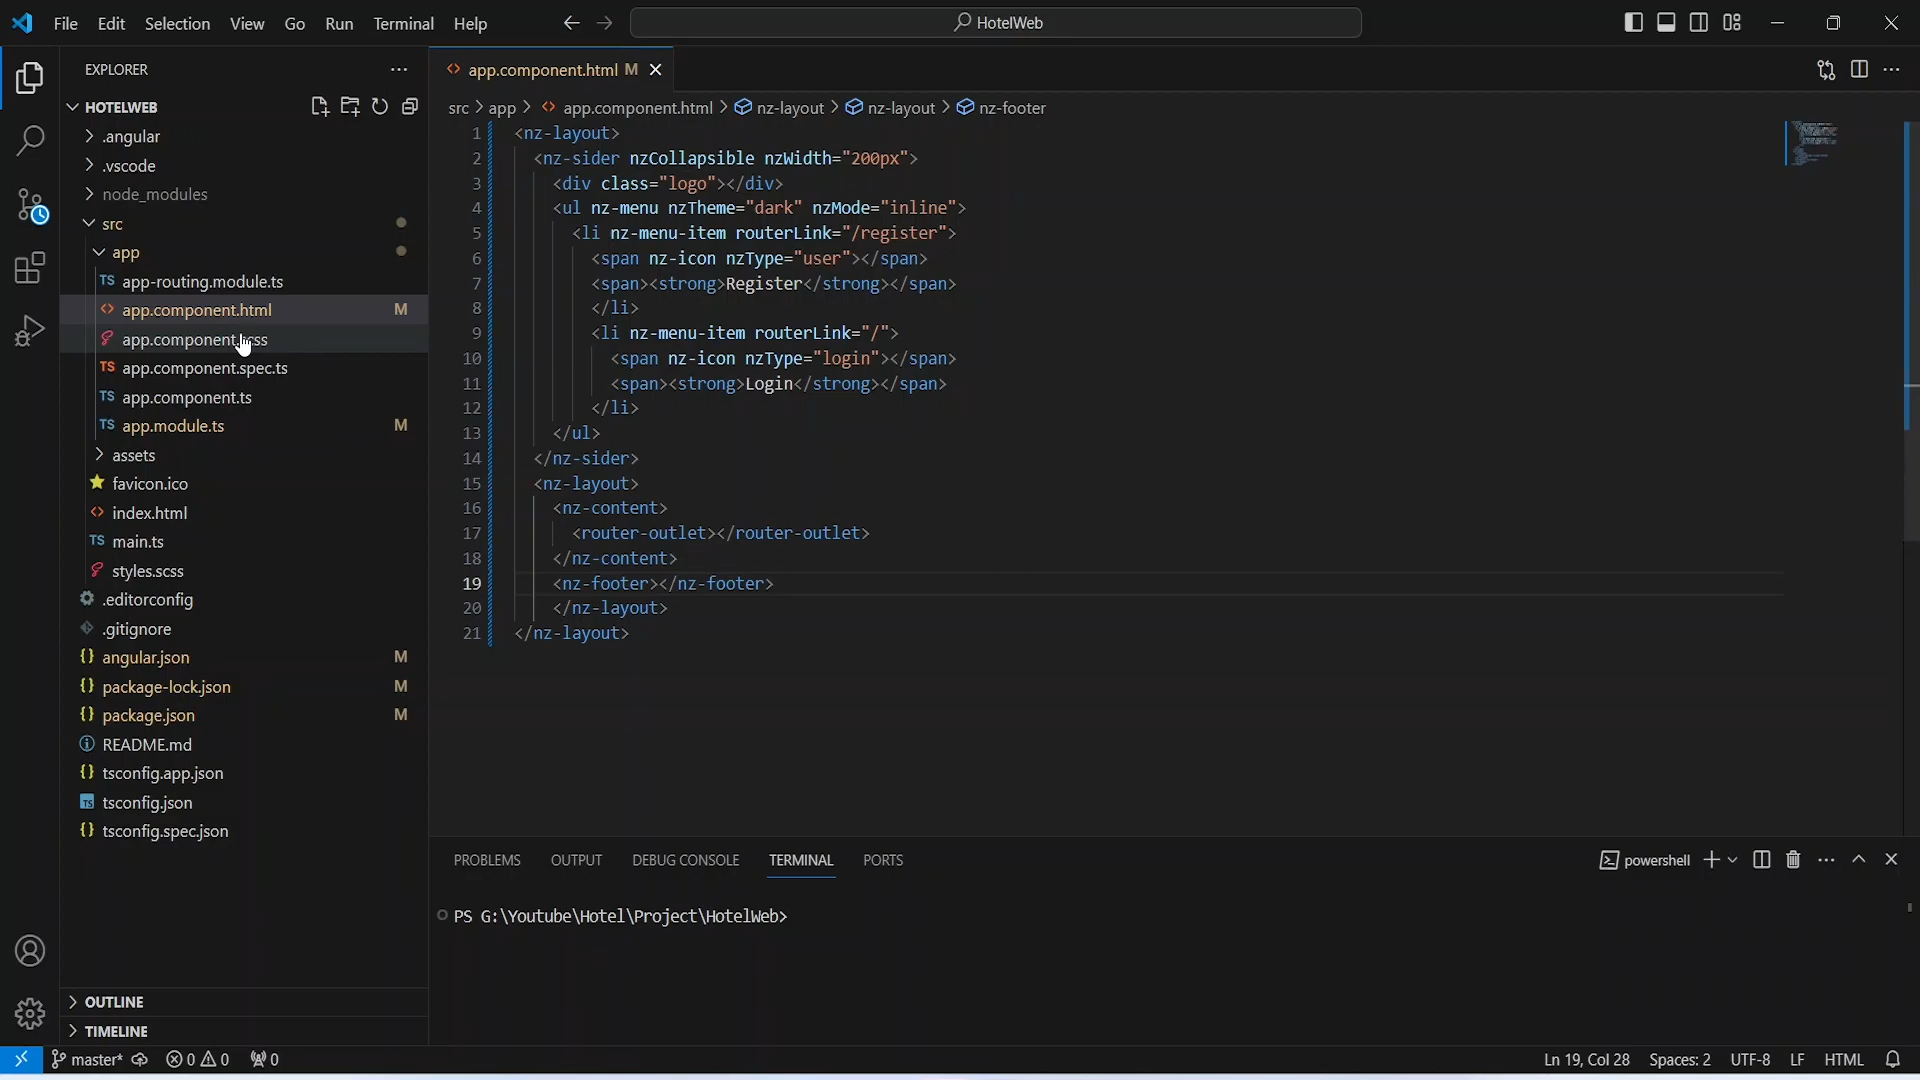 File Edit Selection View Go Run Terminal Help
HotelWeb
EXPLORER
HOTELWEB
.angular
.vscode
node_modules
src
app
TS app-routing.module.ts
<> app.component.html M
app.component.scss
TS app.component.spec.ts
TS app.component.ts
TS app.module.ts M
assets
favicon.ico
<> index.html
TS main.ts
styles.scss
.editorconfig
.gitignore
{} angular.json M
{} package-lock.json M
{} package.json M
README.md
{} tsconfig.app.json
TS tsconfig.json
{} tsconfig.spec.json
OUTLINE
TIMELINE
<> app.component.html M
src > app > <> app.component.html > nz-layout > nz-layout > nz-footer
1 <nz-layout>
2 <nz-sider nzCollapsible nzWidth="200px">
3 <div class="logo"></div>
4 <ul nz-menu nzTheme="dark" nzMode="inline">
5 <li nz-menu-item routerLink="/register">
6 <span nz-icon nzType="user"></span>
7 <span><strong>Register</strong></span>
8 </li>
9 <li nz-menu-item routerLink="/">
10 <span nz-icon nzType="login"></span>
11 <span><strong>Login</strong></span>
12 </li>
13 </ul>
14 </nz-sider>
15 <nz-layout>
16 <nz-content>
17 <router-outlet></router-outlet>
18 </nz-content>
19 <nz-footer></nz-footer>
20 </nz-layout>
21 </nz-layout>
PROBLEMS OUTPUT DEBUG CONSOLE TERMINAL PORTS
powershell
PS G:\Youtube\Hotel\Project\HotelWeb>
master* 0 0 0
Ln 19, Col 28 Spaces: 2 UTF-8 LF HTML